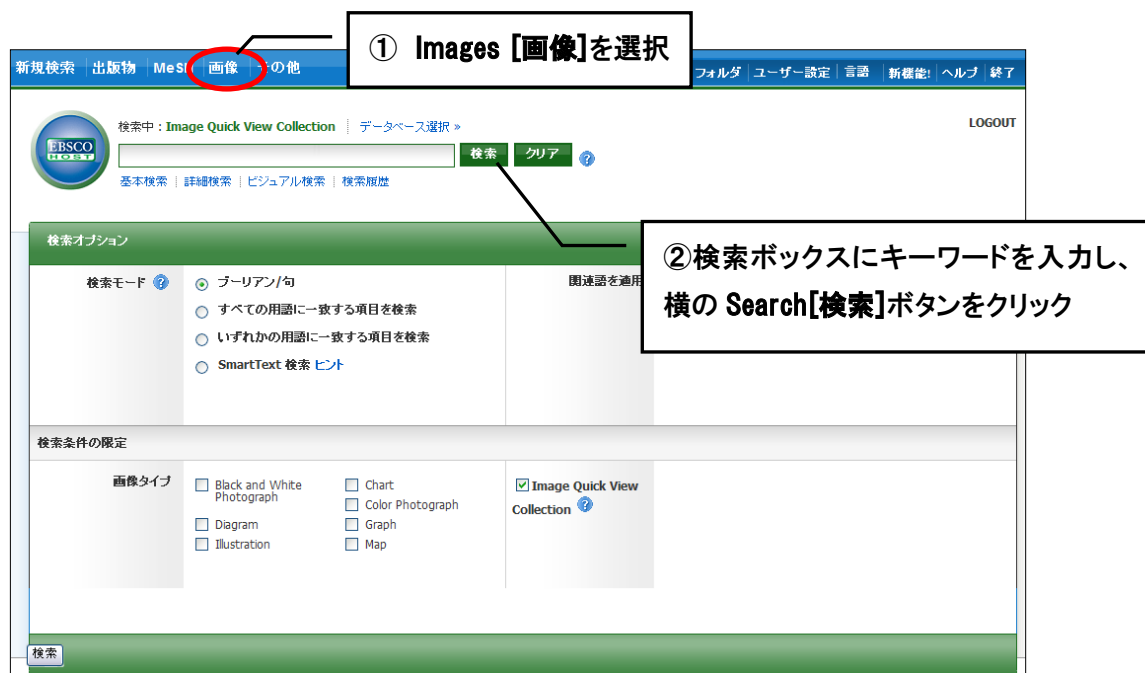 ① Images [画像]を選択
新規検索 出版物 MeSH 画像 その他 フォルダ ユーザー設定 言語 新機能! ヘルプ 終了
検索中 : Image Quick View Collection データベース選択 »
LOGOUT
EBSCO
HOST
検索 クリア ?
基本検索 | 詳細検索 | ビジュアル検索 | 検索履歴
②検索ボックスにキーワードを入力し、
横の Search[検索]ボタンをクリック
検索オプション
検索モード ? ブーリアン/句
関連語を適用
すべての用語に一致する項目を検索
いずれかの用語に一致する項目を検索
SmartText 検索 ヒント
検索条件の限定
画像タイプ
Black and White
Photograph
Chart
Color Photograph
Diagram
Graph
Illustration
Map
Image Quick View
Collection ?
検索